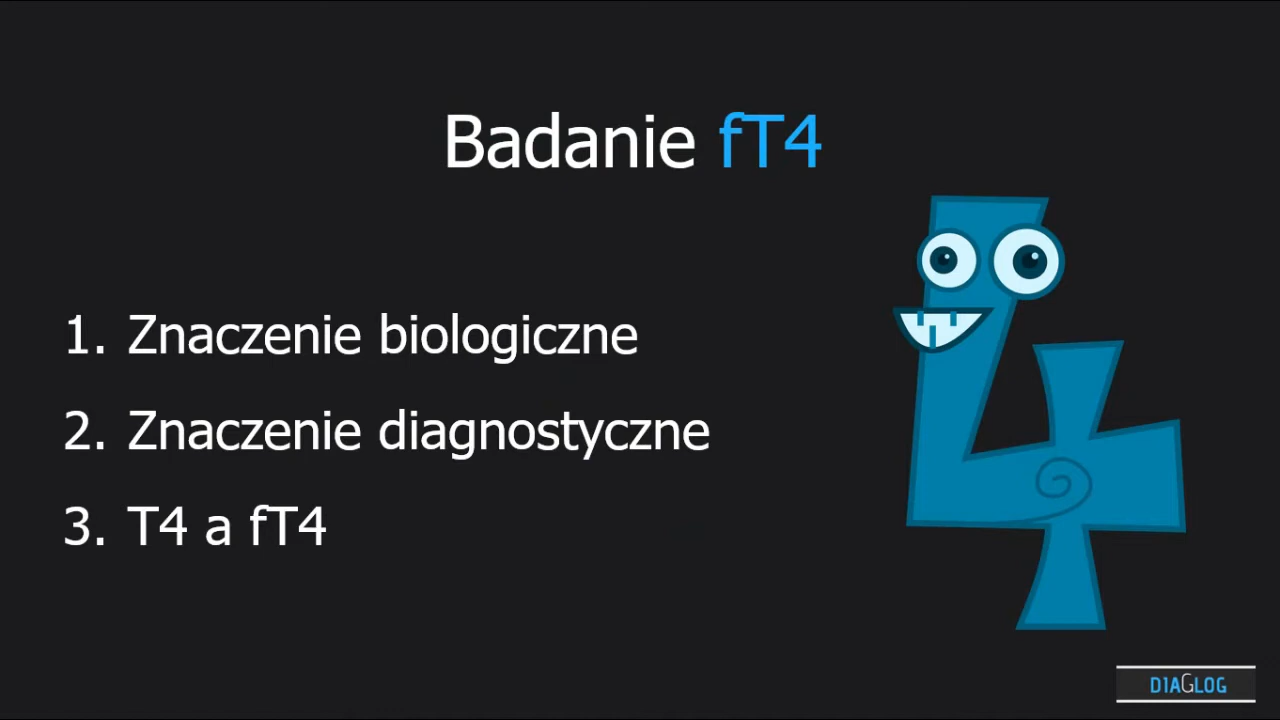 Badanie fT4
1. Znaczenie biologiczne
2. Znaczenie diagnostyczne
3. T4 a fT4
DIAGLOG